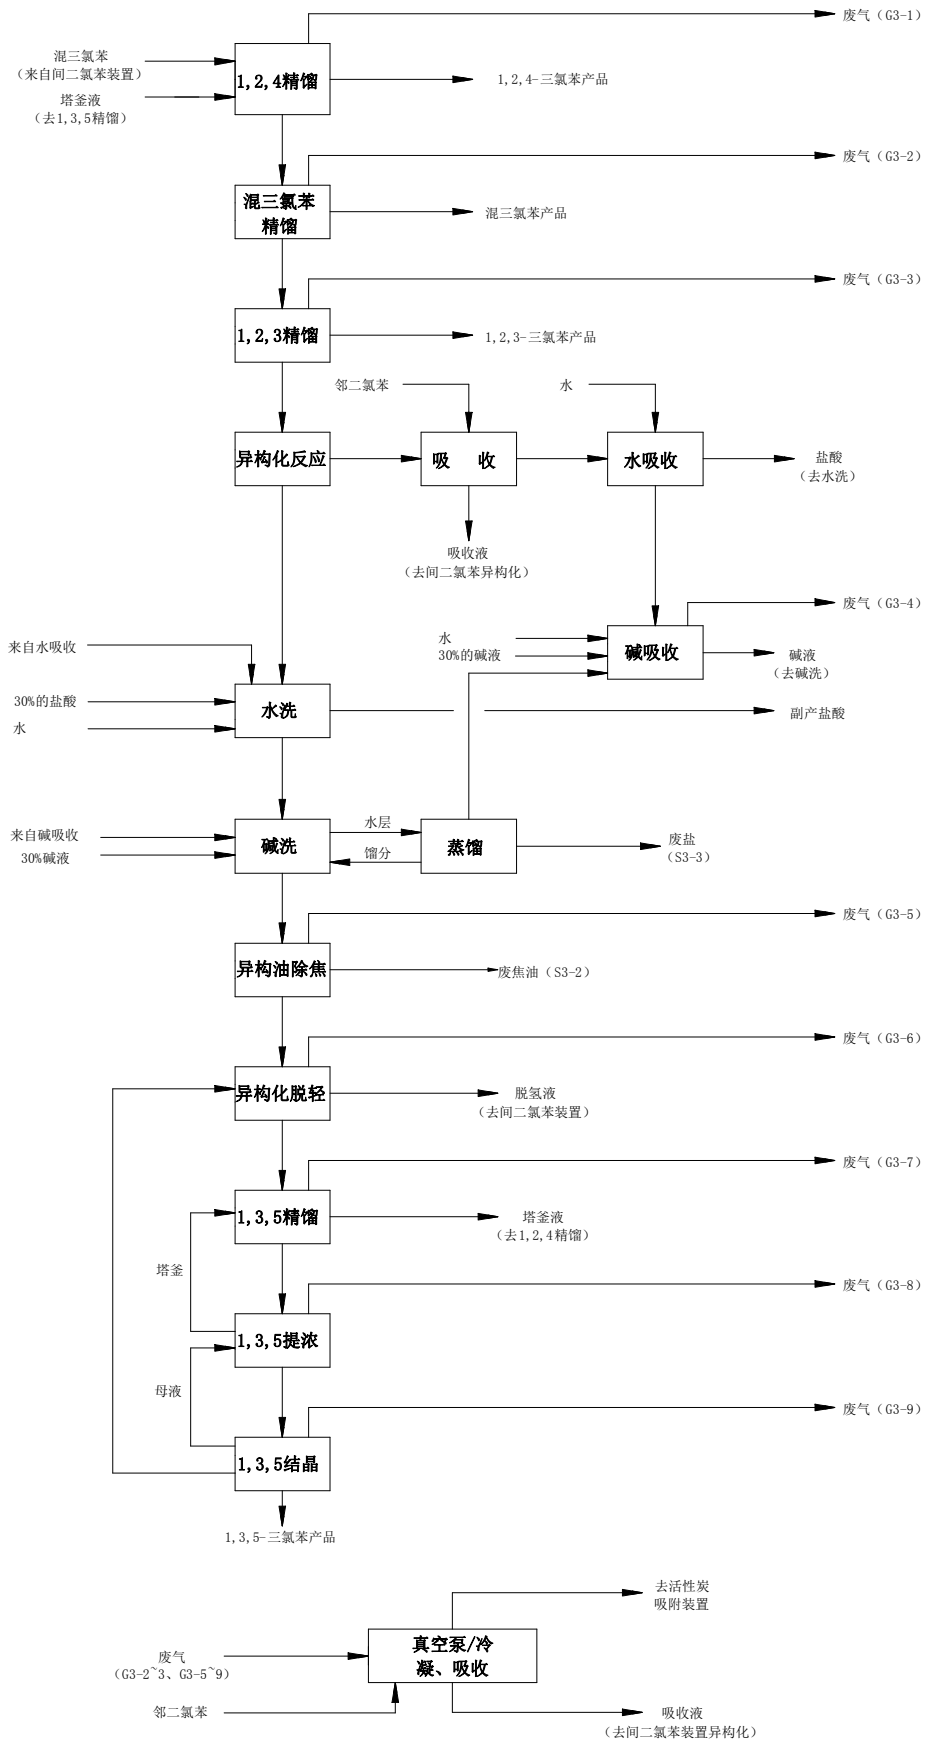 废气（G3-1）
混三氯苯
（来自间二氯苯装置）
1,2,4精馏
1,2,4-三氯苯产品
塔釜液
（去1,3,5精馏）
废气（G3-2）
混三氯苯
精馏
混三氯苯产品
废气（G3-3）
1,2,3精馏
1,2,3-三氯苯产品
邻二氯苯
水
异构化反应
吸 收
水吸收
盐酸
（去水洗）
吸收液
（去间二氯苯异构化）
废气（G3-4）
来自水吸收
水
30%的碱液
碱吸收
碱液
（去碱洗）
30%的盐酸
水
水洗
副产盐酸
来自碱吸收
30%碱液
碱洗
水层
馏分
蒸馏
废盐
（S3-3）
废气（G3-5）
异构油除焦
废焦油（S3-2）
废气（G3-6）
异构化脱轻
脱氢液
（去间二氯苯装置）
废气（G3-7）
1,3,5精馏
塔釜液
（去1,2,4精馏）
塔釜
废气（G3-8）
1,3,5提浓
母液
废气（G3-9）
1,3,5结晶
1,3,5-三氯苯产品
去活性炭
吸附装置
真空泵/冷
凝、吸收
废气
（G3-2~3、G3-5~9）
邻二氯苯
吸收液
（去间二氯苯装置异构化）